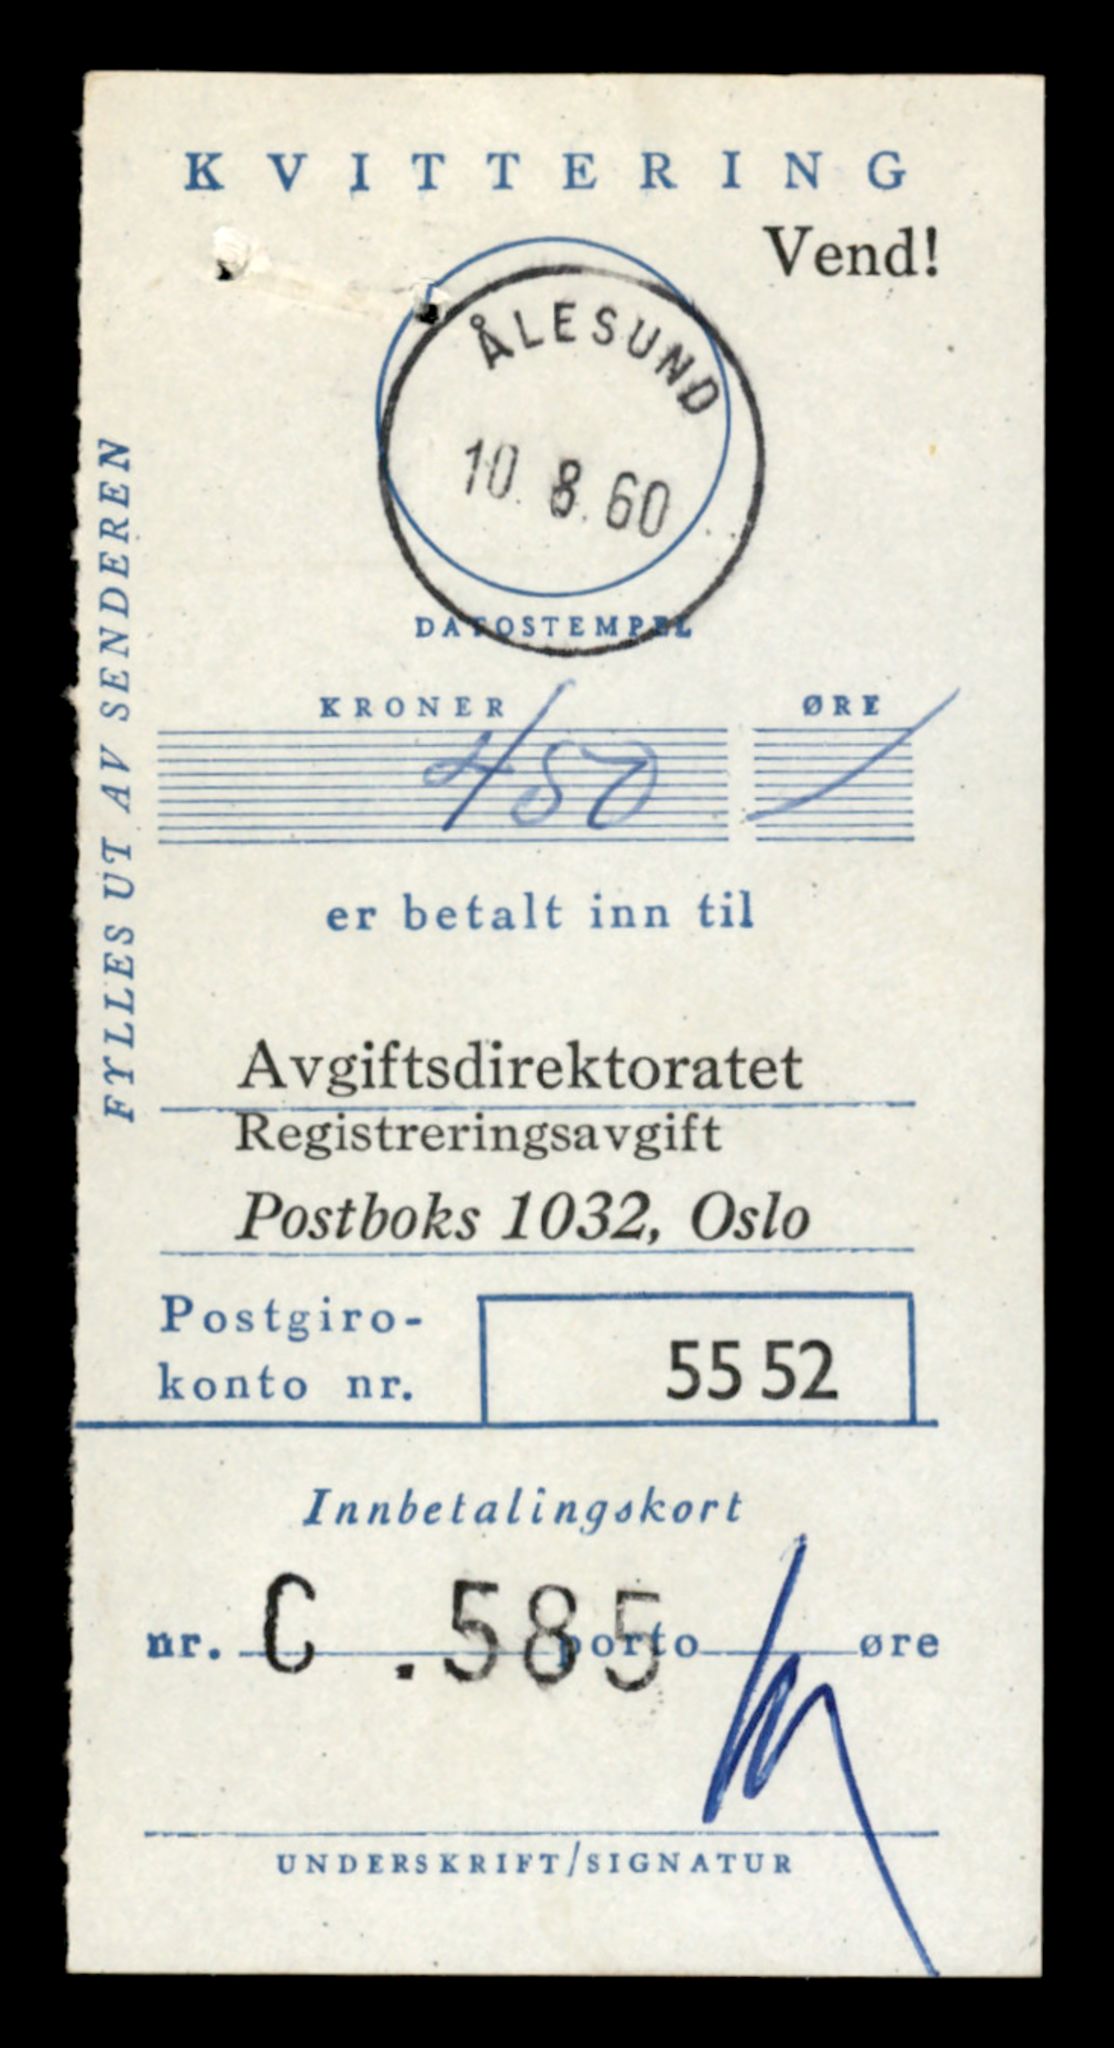 KVITTERING
Vend!
ÅLESUND
10. 8. 60
DATOSTEMPEL
FYLLES UT AV SENDEREN
KRONER ØRE
450
er betalt inn til
Avgiftsdirektoratet
Registreringsavgift
Postboks 1032, Oslo
Postgiro-
konto nr. 55 52
Innbetalingskort
nr. C .585 porto øre
UNDERSKRIFT/SIGNATUR